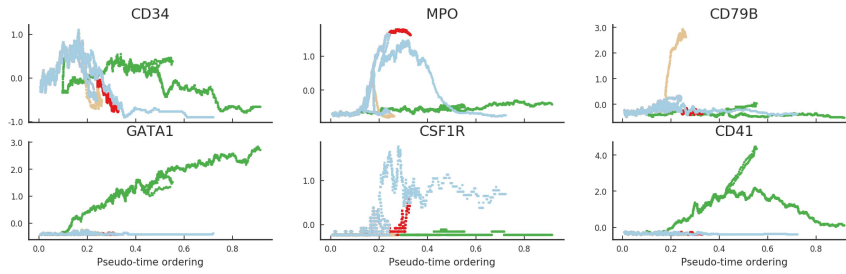 CD34 MPO CD79B
1.0 1.0 3.0
2.0
0.0 1.0
0.0 0.0
-1.0
GATA1 CSF1R CD41
3.0
2.0 1.0 4.0
1.0 2.0
0.0 0.0 0.0
0.0 0.2 0.4 0.6 0.8 0.0 0.2 0.4 0.6 0.8 0.0 0.2 0.4 0.6 0.8
Pseudo-time ordering Pseudo-time ordering Pseudo-time ordering